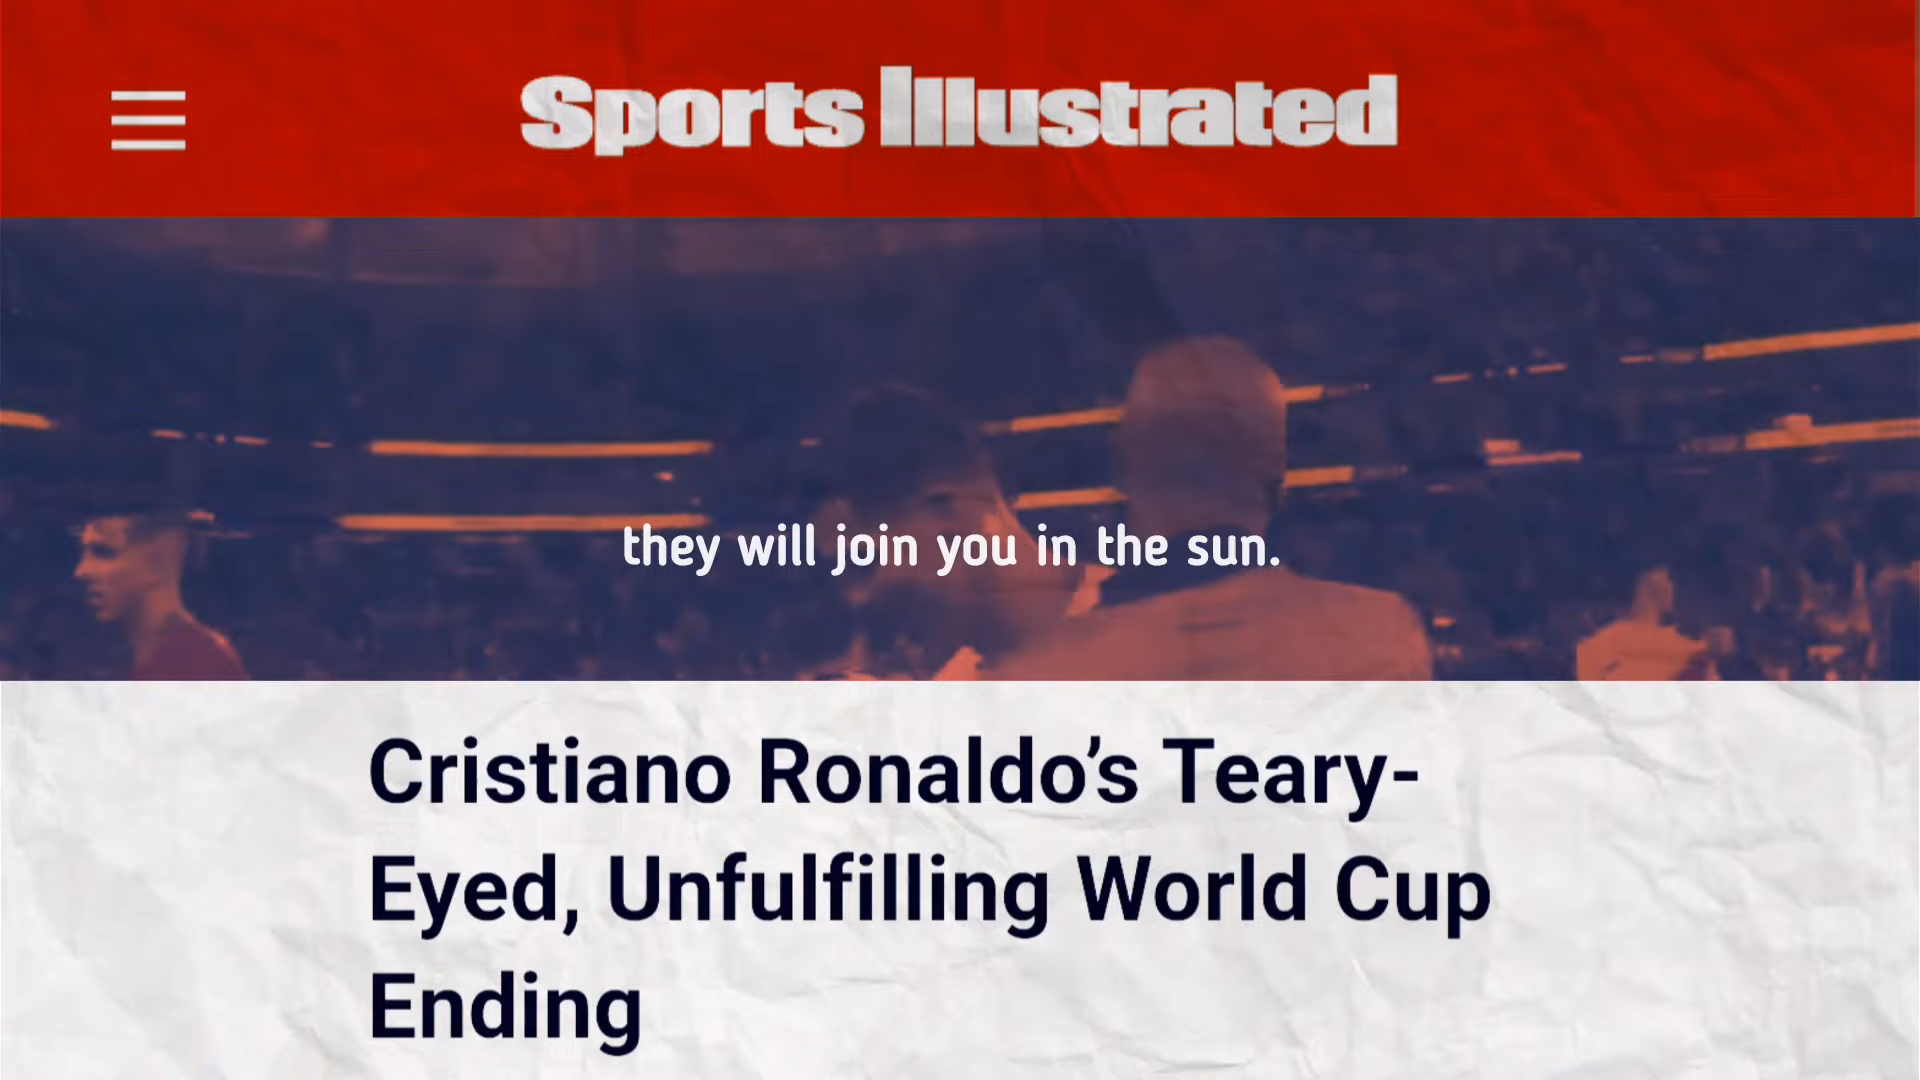 Sports Illustrated
they will join you in the sun.
Cristiano Ronaldo’s Teary-
Eyed, Unfulfilling World Cup
Ending